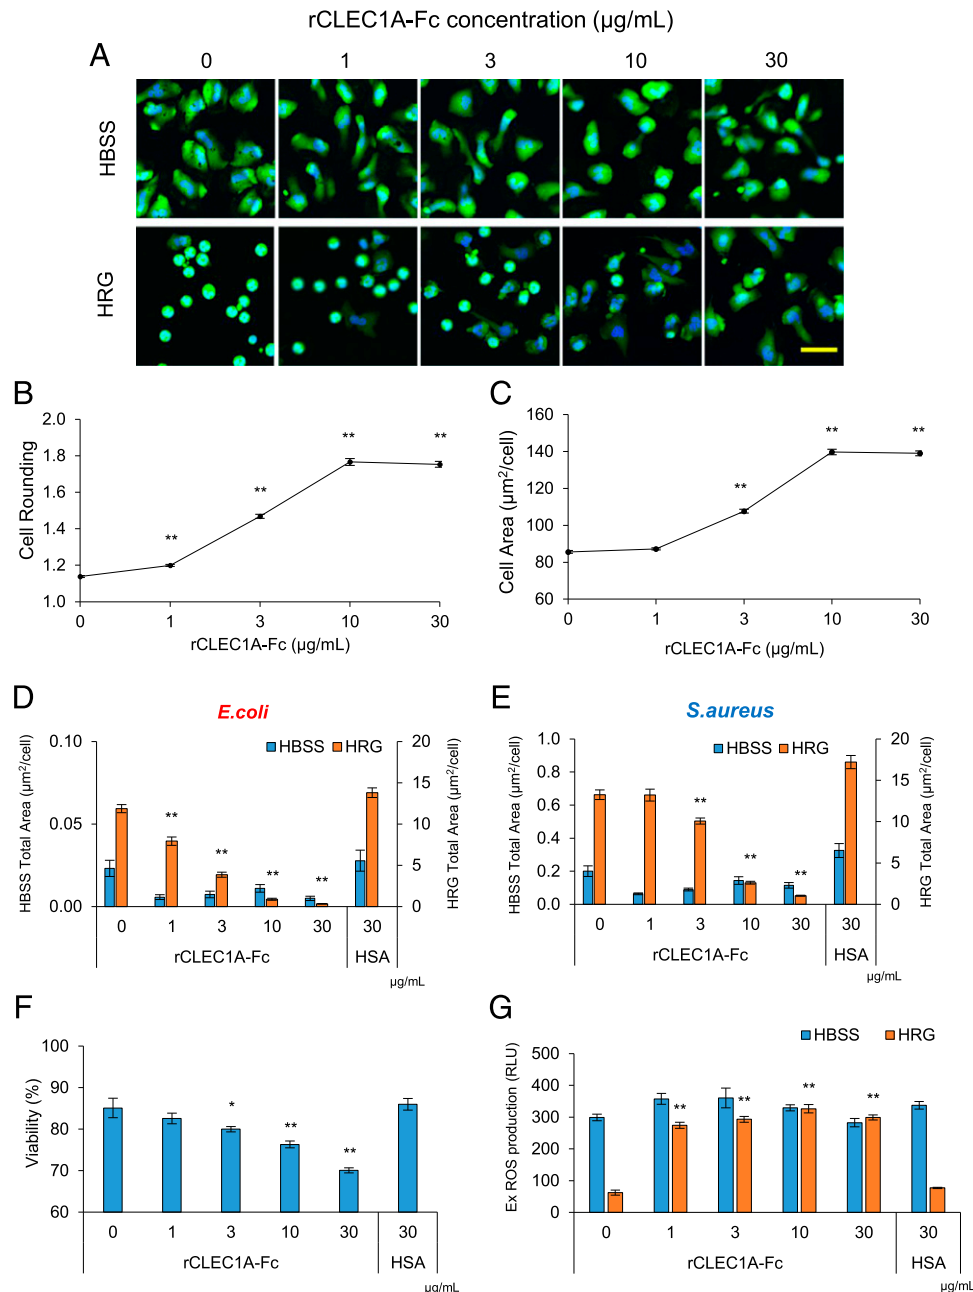 rCLEC1A-Fc concentration (µg/mL)
A
0 1 3 10 30
HBSS
HRG
B
Cell Rounding
2.0
1.8
1.6
1.4
1.2
1.0
** ** ** **
0 1 3 10 30
rCLEC1A-Fc (µg/mL)
C
Cell Area (µm²/cell)
160
140
120
100
80
60
** ** **
0 1 3 10 30
rCLEC1A-Fc (µg/mL)
D
E.coli
HBSS HRG
HBSS Total Area (µm²/cell)
0.10
0.05
0.00
HRG Total Area (µm²/cell)
20
15
10
5
0
** ** ** **
0 1 3 10 30 30
rCLEC1A-Fc HSA
µg/mL
E
S.aureus
HBSS HRG
HBSS Total Area (µm²/cell)
1.0
0.8
0.6
0.4
0.2
0.0
HRG Total Area (µm²/cell)
20
15
10
5
0
** ** **
0 1 3 10 30 30
rCLEC1A-Fc HSA
µg/mL
F
Viability (%)
100
90
80
70
60
* ** **
0 1 3 10 30 30
rCLEC1A-Fc HSA
µg/mL
G
HBSS HRG
Ex ROS production (RLU)
500
400
300
200
100
0
** ** ** **
0 1 3 10 30 30
rCLEC1A-Fc HSA
µg/mL